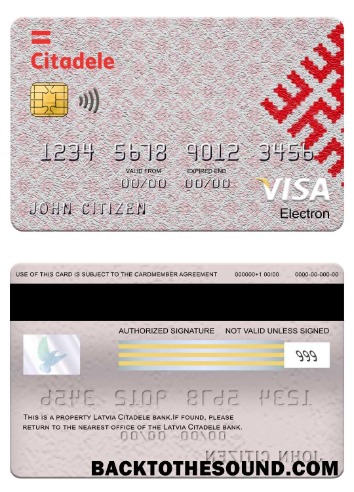 Citadele
1234 5678 9012 3456
VALID FROM EXPIRED END
00/00 00/00
JOHN CITIZEN
VISA
Electron
USE OF THIS CARD IS SUBJECT TO THE CARDMEMBER AGREEMENT 000000+1 00/00 0000-00-000-00
AUTHORIZED SIGNATURE NOT VALID UNLESS SIGNED
999
THIS IS A PROPERTY LATVIA CITADELE BANK.IF FOUND, PLEASE
RETURN TO THE NEAREST OFFICE OF THE LATVIA CITADELE BANK.
BACKTOTHESOUND.COM